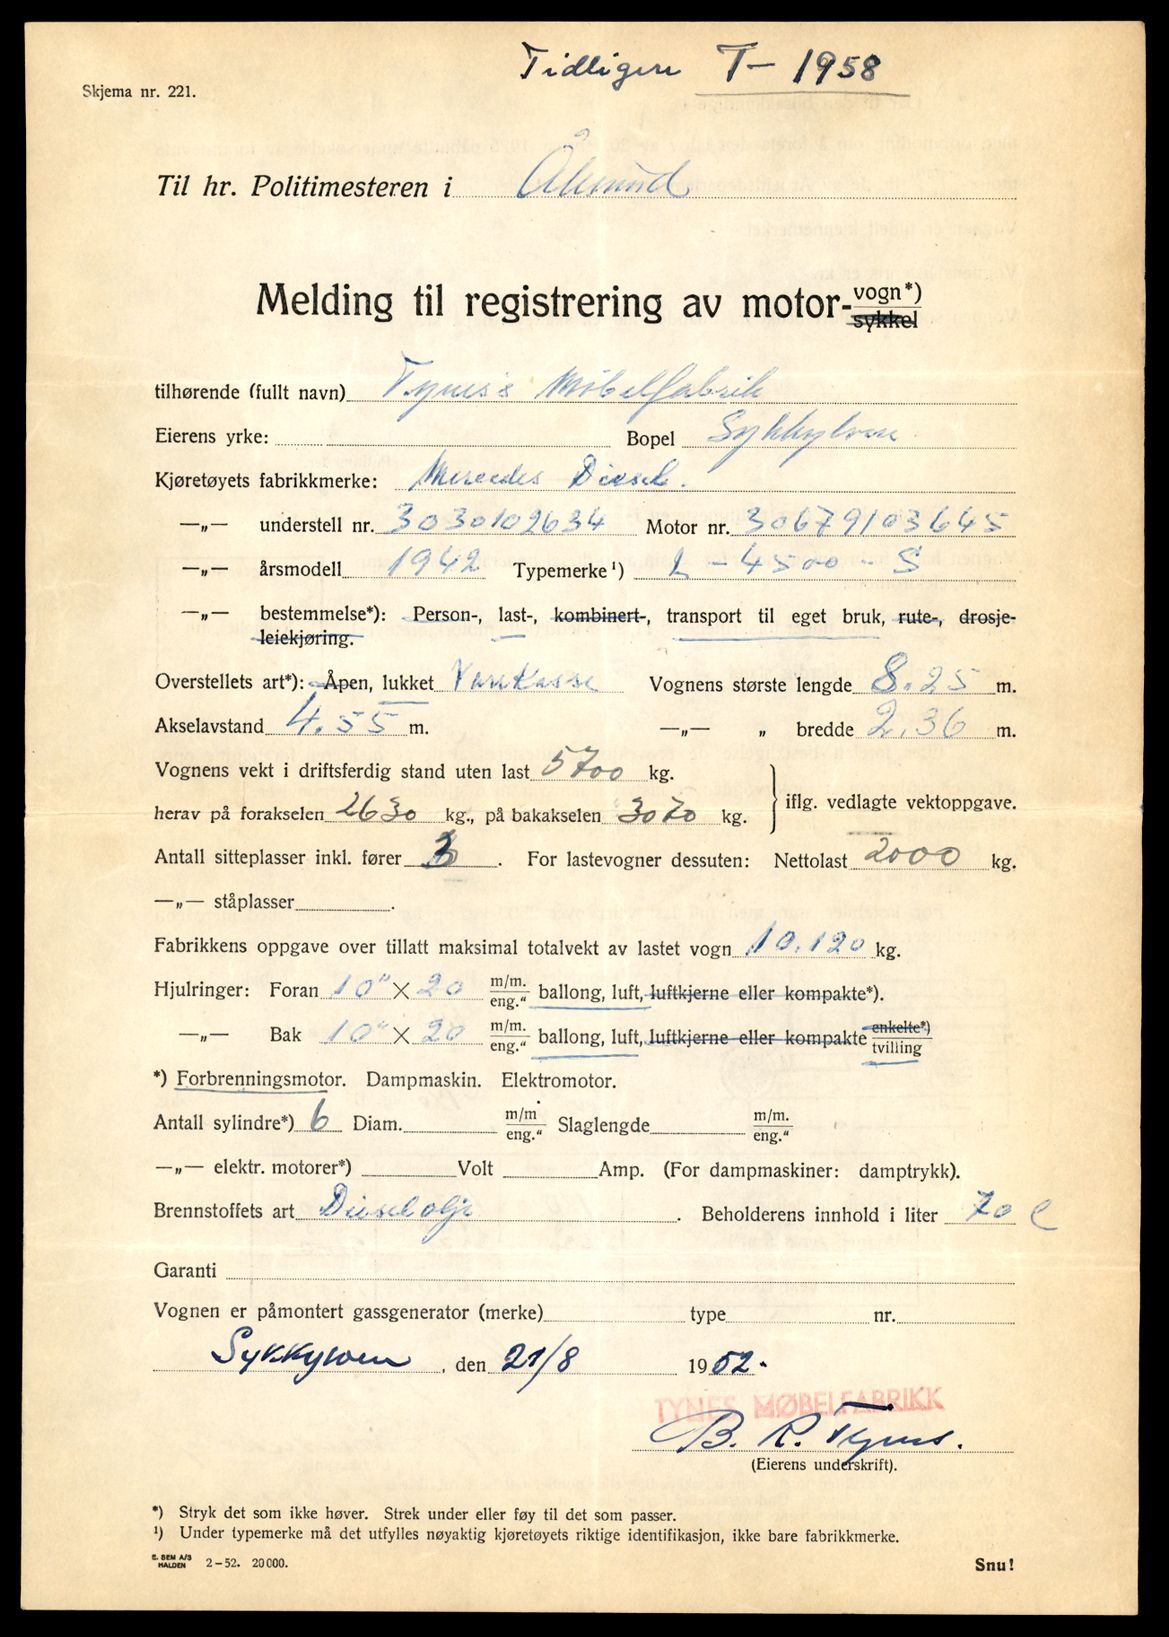 Tidligere T- 1958
Skjema nr. 221.
Til hr. Politimesteren i Ålesund
Melding til registrering av motor-vogn*)
sykkel
tilhørende (fullt navn) Tynes's Møbelfabrik
Eierens yrke: Bopel Sykkylven
Kjøretøyets fabrikkmerke: Mercedes Diesel.
—„— understell nr. 3030102634 Motor nr. 30679103645
—„— årsmodell 1942 Typemerke¹) L - 4500 - S
—„— bestemmelse*): Person-, last-, kombinert-, transport til eget bruk, rute-, drosje-
leiekjøring.
Overstellets art*): Åpen, lukket Varekasse Vognens største lengde 8.25 m.
Akselavstand 4.55 m. —„— „ bredde 2.36 m.
Vognens vekt i driftsferdig stand uten last 5700 kg.
herav på forakselen 2630 kg., på bakakselen 3070 kg. iflg. vedlagte vektoppgave.
Antall sitteplasser inkl. fører 3. For lastevogner dessuten: Nettolast 2000 kg.
—„— ståplasser .
Fabrikkens oppgave over tillatt maksimal totalvekt av lastet vogn 10.120 kg.
Hjulringer: Foran 10" × 20 m/m. eng.“ ballong, luft, luftkjerne eller kompakte*).
—„— Bak 10" × 20 m/m. eng.“ ballong, luft, luftkjerne eller kompakte enkelte*) tvilling
*) Forbrenningsmotor. Dampmaskin. Elektromotor.
Antall sylindre*) 6 Diam. m/m eng.“ Slaglengde m/m. eng.“
—„— elektr. motorer*) Volt Amp. (For dampmaskiner: damptrykk).
Brennstoffets art Diesel olje . Beholderens innhold i liter 70 l
Garanti
Vognen er påmontert gassgenerator (merke) type nr.
Sykkylven, den 21/8 1952.
TYNES MØBELFABRIKK
B. R. Tynes.
(Eierens underskrift).
*) Stryk det som ikke høver. Strek under eller føy til det som passer.
¹) Under typemerke må det utfylles nøyaktig kjøretøyets riktige identifikasjon, ikke bare fabrikkmerke.
E. SEM A/S
HALDEN 2-52. 20000.
Snu!